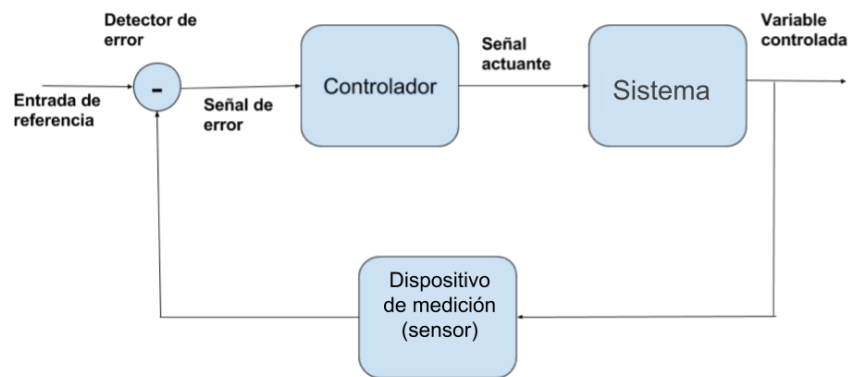 Detector de
error
Variable
controlada
Señal
actuante
Controlador
Sistema
-
Entrada de
referencia
Señal de
error
Dispositivo
de medición
(sensor)